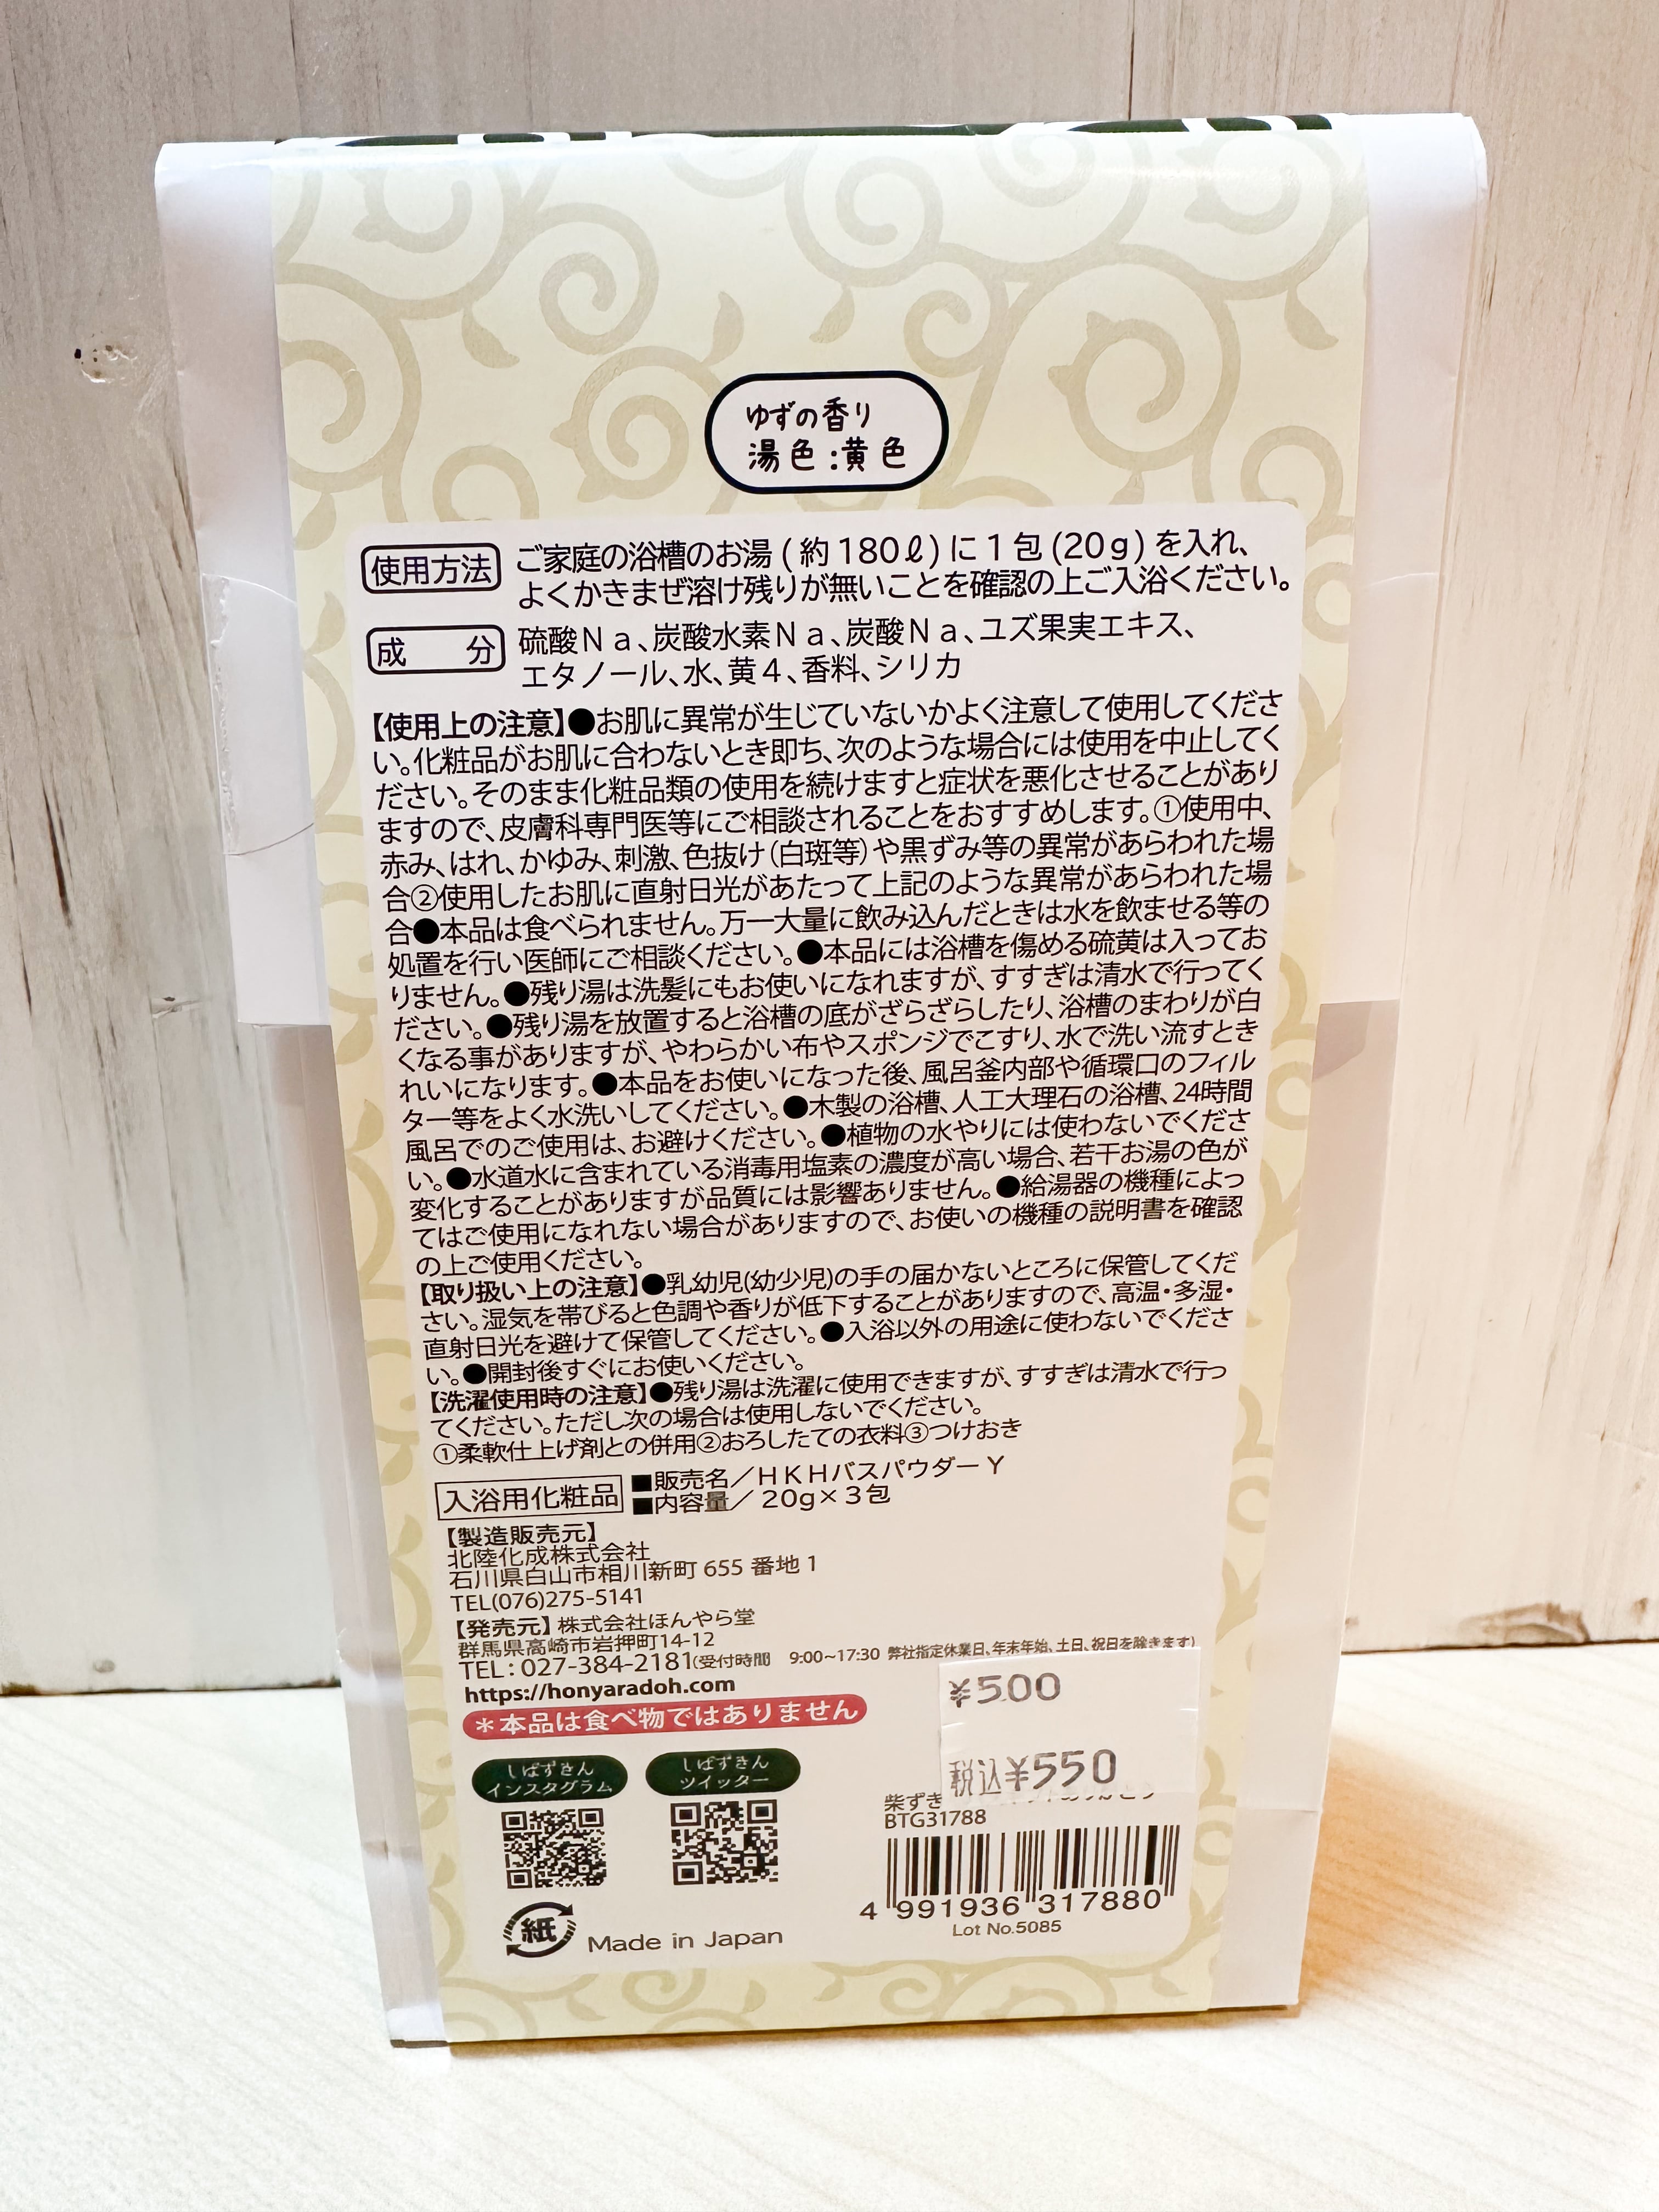 ゆずの香り
湯色:黄色
使用方法 ご家庭の浴槽のお湯(約180ℓ)に1包(20g)を入れ、
よくかきまぜ溶け残りが無いことを確認の上ご入浴ください。
成 分 硫酸Na、炭酸水素Na、炭酸Na、ユズ果実エキス、
エタノール、水、黄4、香料、シリカ
【使用上の注意】●お肌に異常が生じていないかよく注意して使用してくださ
い。化粧品がお肌に合わないとき即ち、次のような場合には使用を中止してく
ださい。そのまま化粧品類の使用を続けますと症状を悪化させることがあり
ますので、皮膚科専門医等にご相談されることをおすすめします。①使用中、
赤み、はれ、かゆみ、刺激、色抜け(白斑等)や黒ずみ等の異常があらわれた場
合②使用したお肌に直射日光があたって上記のような異常があらわれた場
合●本品は食べられません。万一大量に飲み込んだときは水を飲ませる等の
処置を行い医師にご相談ください。●本品には浴槽を傷める硫黄は入ってお
りません。●残り湯は洗髪にもお使いになれますが、すすぎは清水で行ってく
ださい。●残り湯を放置すると浴槽の底がざらざらしたり、浴槽のまわりが白
くなる事がありますが、やわらかい布やスポンジでこすり、水で洗い流すとき
れいになります。●本品をお使いになった後、風呂釜内部や循環口のフィル
ター等をよく水洗いしてください。●木製の浴槽、人工大理石の浴槽、24時間
風呂でのご使用は、お避けください。●植物の水やりには使わないでくださ
い。●水道水に含まれている消毒用塩素の濃度が高い場合、若干お湯の色が
変化することがありますが品質には影響ありません。●給湯器の機種によっ
てはご使用になれない場合がありますので、お使いの機種の説明書を確認
の上ご使用ください。
【取り扱い上の注意】●乳幼児(幼少児)の手の届かないところに保管してくだ
さい。湿気を帯びると色調や香りが低下することがありますので、高温・多湿・
直射日光を避けて保管してください。●入浴以外の用途に使わないでくださ
い。●開封後すぐにお使いください。
【洗濯使用時の注意】●残り湯は洗濯に使用できますが、すすぎは清水で行っ
てください。ただし次の場合は使用しないでください。
①柔軟仕上げ剤との併用②おろしたての衣料③つけおき
入浴用化粧品 ■販売名/HKHバスパウダーY
■内容量/20g×3包
【製造販売元】
北陸化成株式会社
石川県白山市相川新町655番地1
TEL(076)275-5141
【発売元】株式会社ほんやら堂
群馬県高崎市岩押町14-12
TEL:027-384-2181(受付時間 9:00~17:30 弊社指定休業日、年末年始、土日、祝日を除きます)
https://honyaradoh.com
*本品は食べ物ではありません
¥500
税込¥550
しばずきん
インスタグラム
しばずきん
ツイッター
柴ずき
BTG31788
4 991936 317880
Lot No.5085
紙
Made in Japan